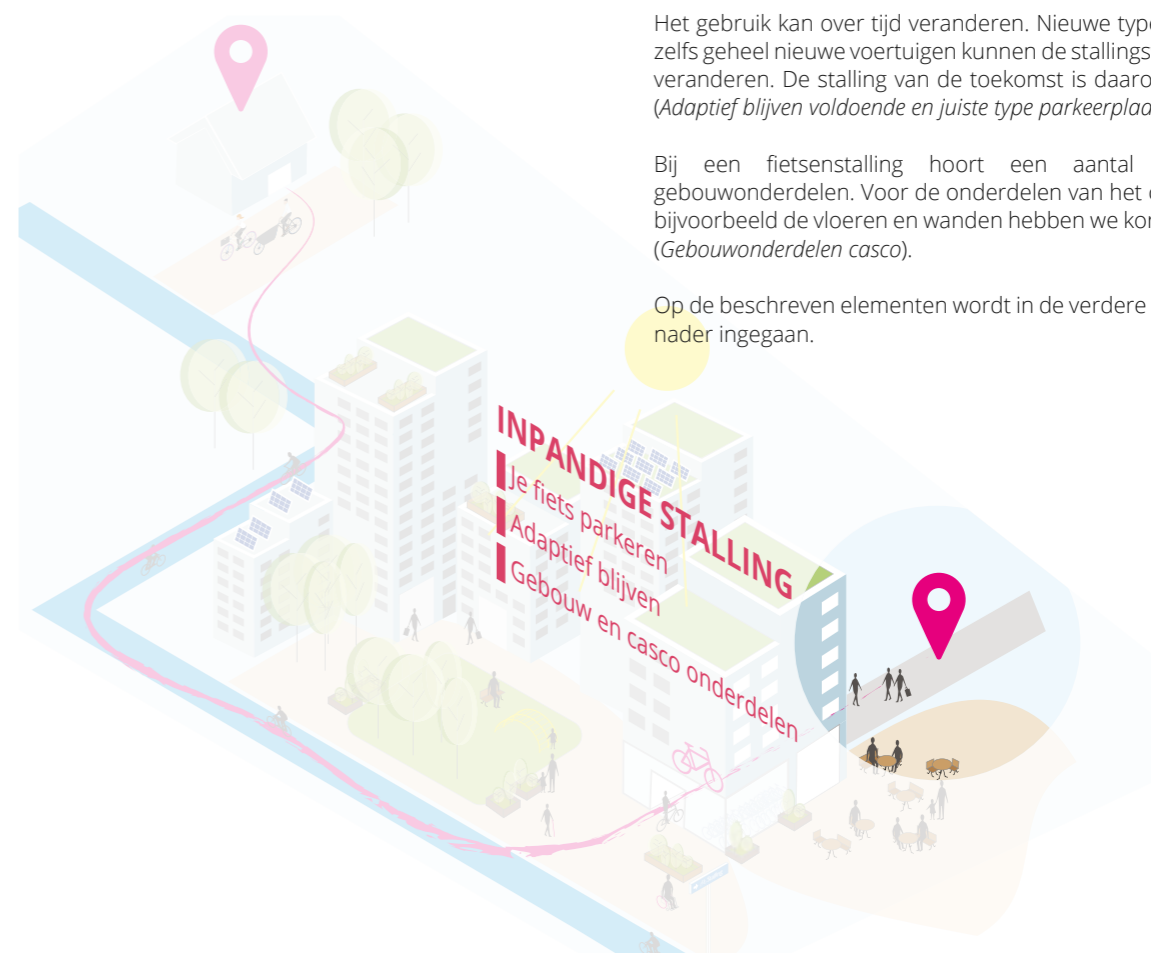 Het gebruik kan over tijd veranderen. Nieuwe type
zelfs geheel nieuwe voertuigen kunnen de stallings
veranderen. De stalling van de toekomst is daaro
(Adaptief blijven voldoende en juiste type parkeerplaa
Bij een fietsenstalling hoort een aantal
gebouwonderdelen. Voor de onderdelen van het
bijvoorbeeld de vloeren en wanden hebben we kor
(Gebouwonderdelen casco).
Op de beschreven elementen wordt in de verdere
nader ingegaan.
INPANDIGE STALLING
Je fiets parkeren
Adaptief blijven
Gebouw en casco onderdelen